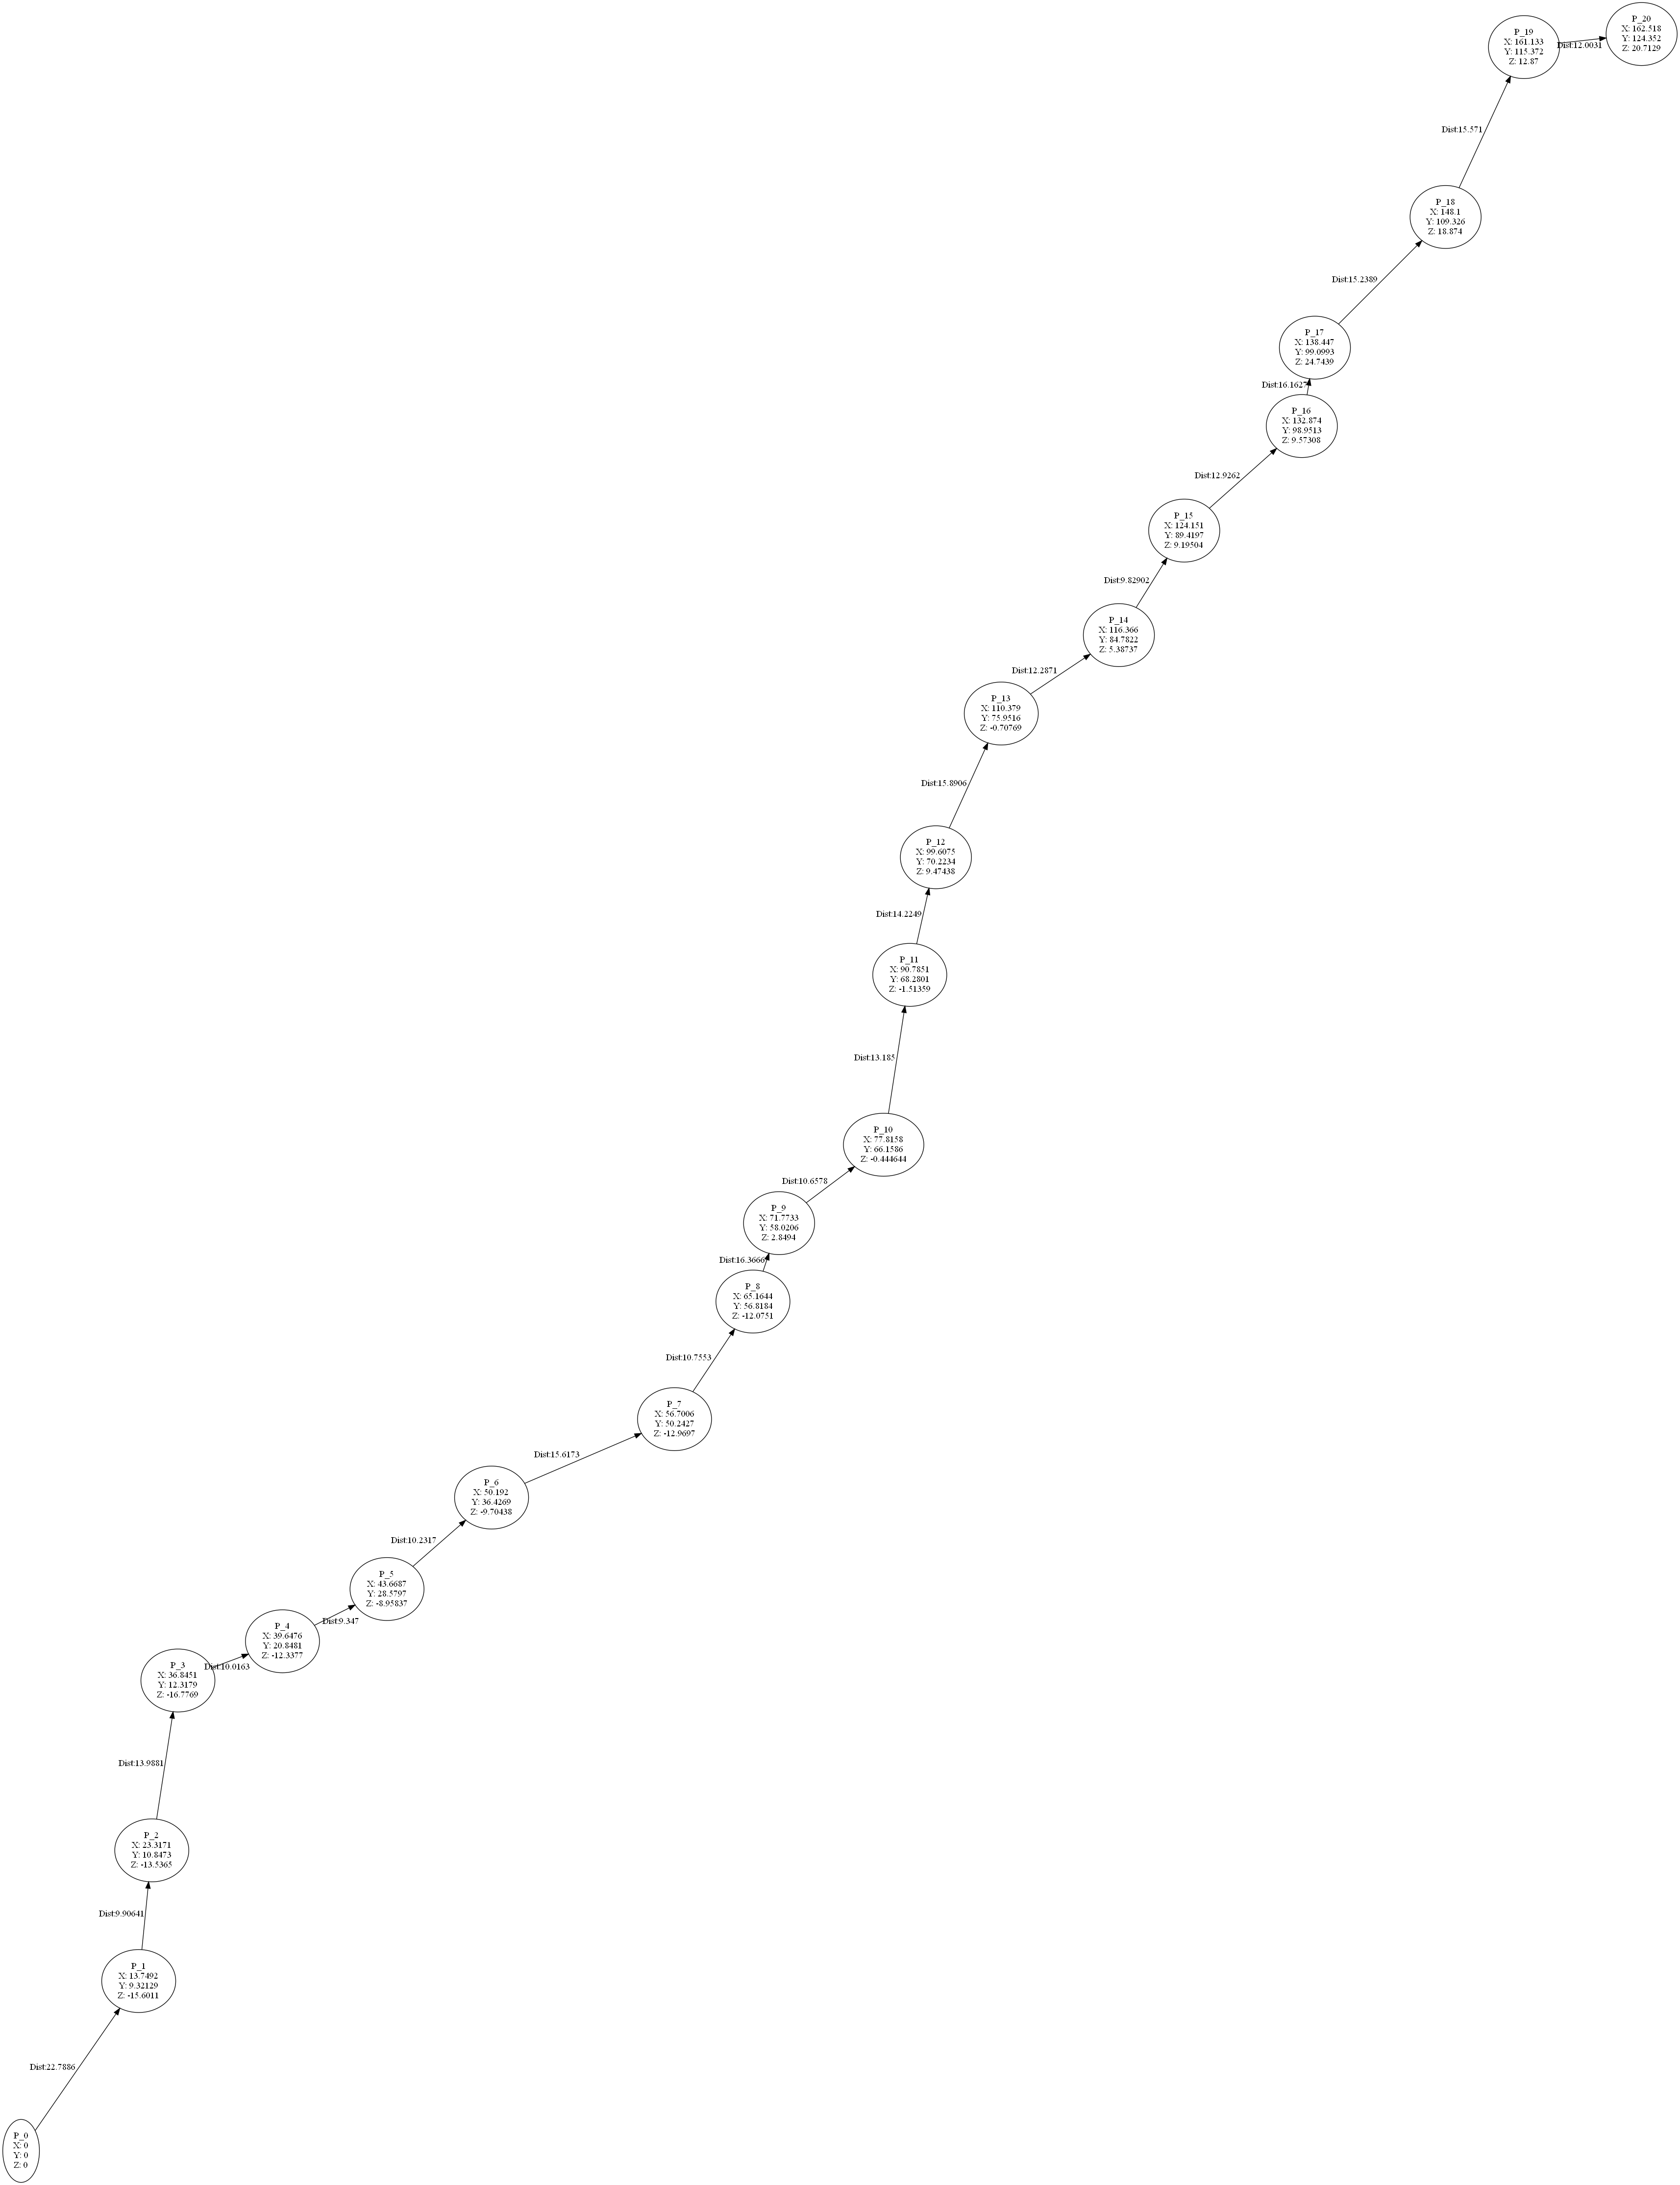 P_20
X: 162.518
Y: 124.352
Z: 20.7129
P_19
X: 161.133
Y: 115.372
Z: 12.87
Dist:12.0031
Dist:15.571
P_18
X: 148.1
Y: 109.326
Z: 18.874
Dist:15.2389
P_17
X: 138.447
Y: 99.0993
Z: 24.7439
Dist:16.1627
P_16
X: 132.874
Y: 98.9513
Z: 9.57308
Dist:12.9262
P_15
X: 124.151
Y: 89.4197
Z: 9.19504
Dist:9.82902
P_14
X: 116.366
Y: 84.7822
Z: 5.38737
Dist:12.2871
P_13
X: 110.379
Y: 75.9516
Z: -0.70769
Dist:15.8906
P_12
X: 99.6075
Y: 70.2234
Z: 9.47438
Dist:14.2249
P_11
X: 90.7851
Y: 68.2801
Z: -1.51359
Dist:13.185
P_10
X: 77.8158
Y: 66.1586
Z: -0.444644
Dist:10.6578
P_9
X: 71.7733
Y: 58.0206
Z: 2.8494
Dist:16.3666
P_8
X: 65.1644
Y: 56.8184
Z: -12.0751
Dist:10.7553
P_7
X: 56.7006
Y: 50.2427
Z: -12.9697
Dist:15.6173
P_6
X: 50.192
Y: 36.4269
Z: -9.70438
Dist:10.2317
P_5
X: 43.6687
Y: 28.5797
Z: -8.95837
Dist:9.347
P_4
X: 39.6476
Y: 20.8481
Z: -12.3377
Dist:10.0163
P_3
X: 36.8451
Y: 12.3179
Z: -16.7769
Dist:13.9881
P_2
X: 23.3171
Y: 10.8473
Z: -13.5365
Dist:9.90641
P_1
X: 13.7492
Y: 9.32129
Z: -15.6011
Dist:22.7886
P_0
X: 0
Y: 0
Z: 0